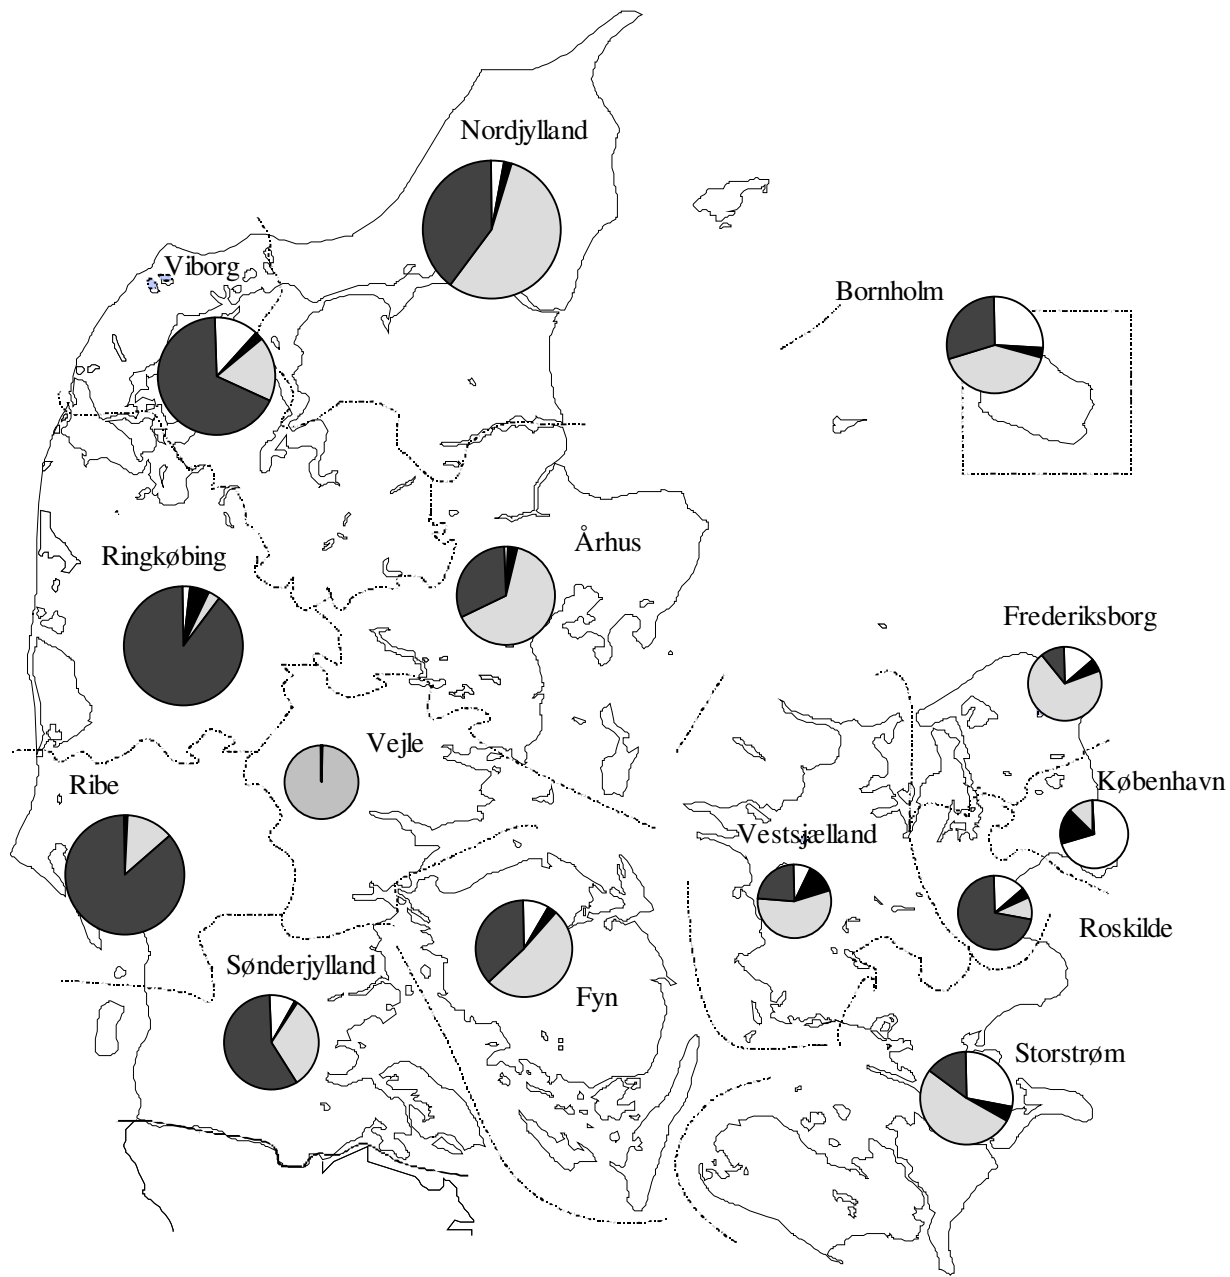 Nordjylland
Viborg
Bornholm
Århus
Ringkøbing
Frederiksborg
Vejle
København
Ribe
Vestsjælland
Roskilde
Sønderjylland
Fyn
Storstrøm